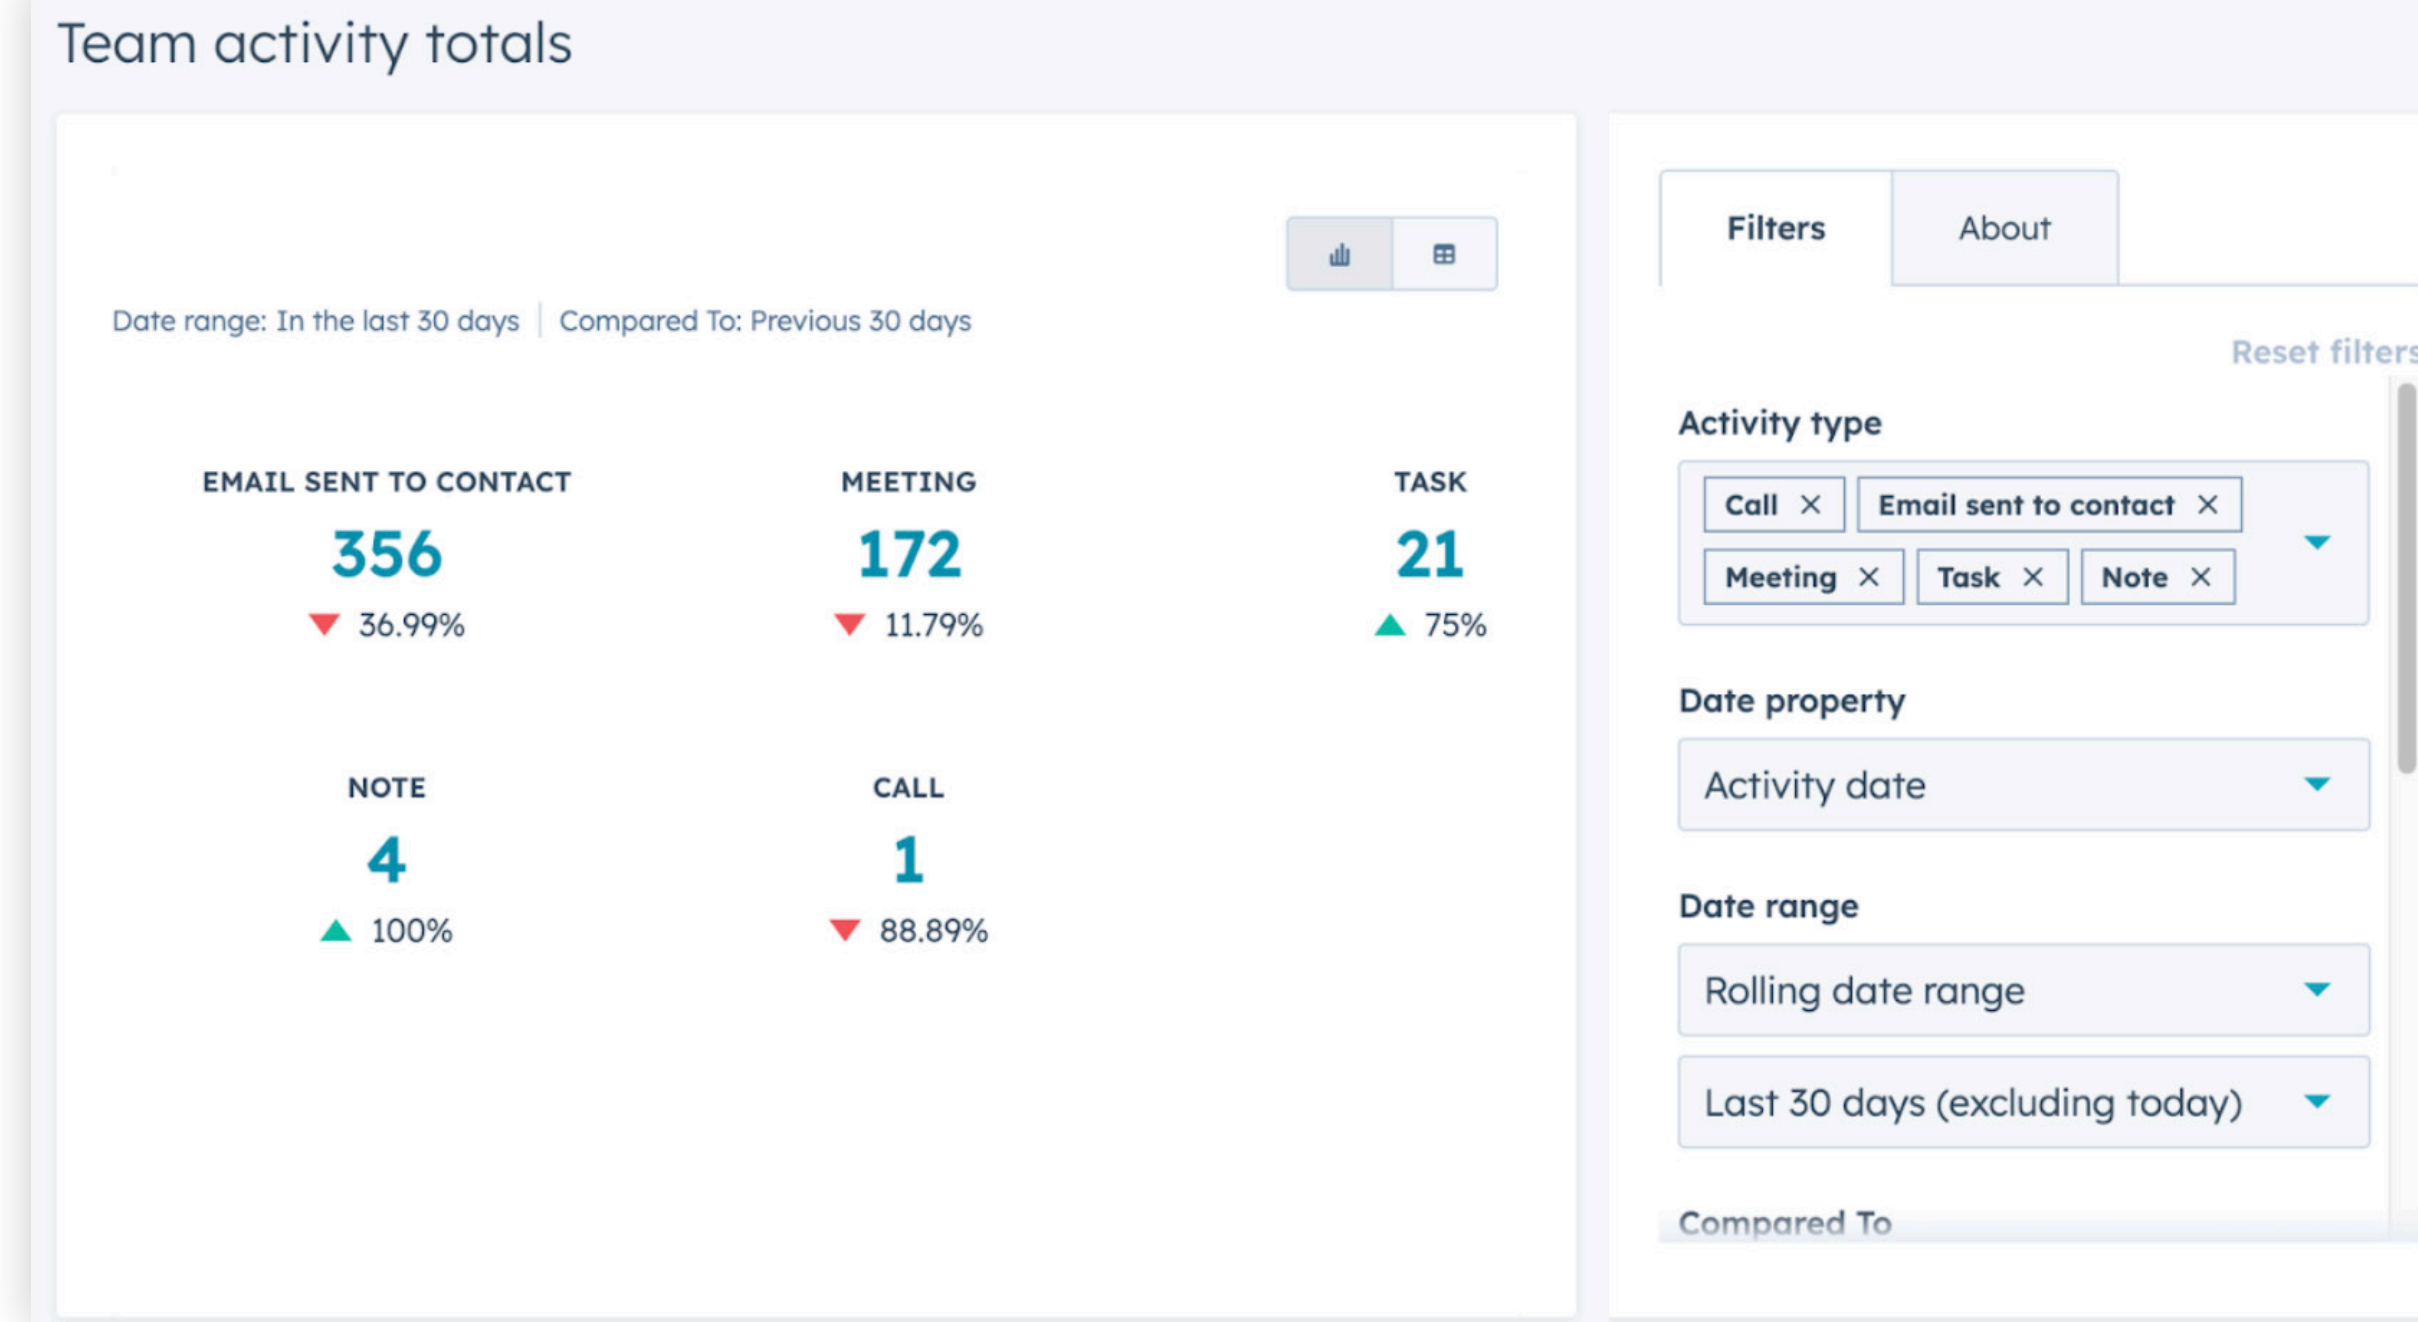 Team activity totals
Date range: In the last 30 days | Compared To: Previous 30 days
EMAIL SENT TO CONTACT
356
36.99%
MEETING
172
11.79%
TASK
21
75%
NOTE
4
100%
CALL
1
88.89%
Filters
About
Reset filters
Activity type
Call × Email sent to contact ×
Meeting × Task × Note ×
Date property
Activity date
Date range
Rolling date range
Last 30 days (excluding today)
Compared To